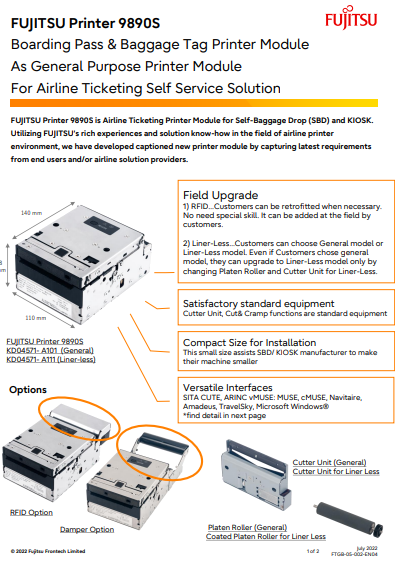 FUJITSU Printer 9890S
FUJITSU
Boarding Pass & Baggage Tag Printer Module
As General Purpose Printer Module
For Airline Ticketing Self Service Solution
FUJITSU Printer 9890S is Airline Ticketing Printer Module for Self-Baggage Drop (SBD) and KIOSK.
Utilizing FUJITSU's rich experiences and solution know-how in the field of airline printer
environment, we have developed captioned new printer module by capturing latest requirements
from end users and/or airline solution providers.
140 mm
mm
110 mm
FUJITSU Printer 9890S
KD04571- A101 (General)
KD04571- A111 (Liner-less)
Field Upgrade
1) RFID...Customers can be retrofitted when necessary.
No need special skill. It can be added at the field by
customers.
2) Liner-Less...Customers can choose General model or
Liner-Less model. Even if Customers chose general
model, they can upgrade to Liner-Less model only by
changing Platen Roller and Cutter Unit for Liner-Less.
Satisfactory standard equipment
Cutter Unit, Cut& Cramp functions are standard equipment
Compact Size for Installation
This small size assists SBD/ KIOSK manufacturer to make
their machine smaller
Versatile Interfaces
SITA CUTE, ARINC vMUSE: MUSE, cMUSE, Navitaire,
Amadeus, TravelSky, Microsoft Windows®
*find detail in next page
Options
RFID Option
Damper Option
Cutter Unit (General)
Cutter Unit for Liner Less
Platen Roller (General)
Coated Platen Roller for Liner Less
© 2022 Fujitsu Frontech Limited
1 of 2
July 2022
FTGB-05-002-EN04